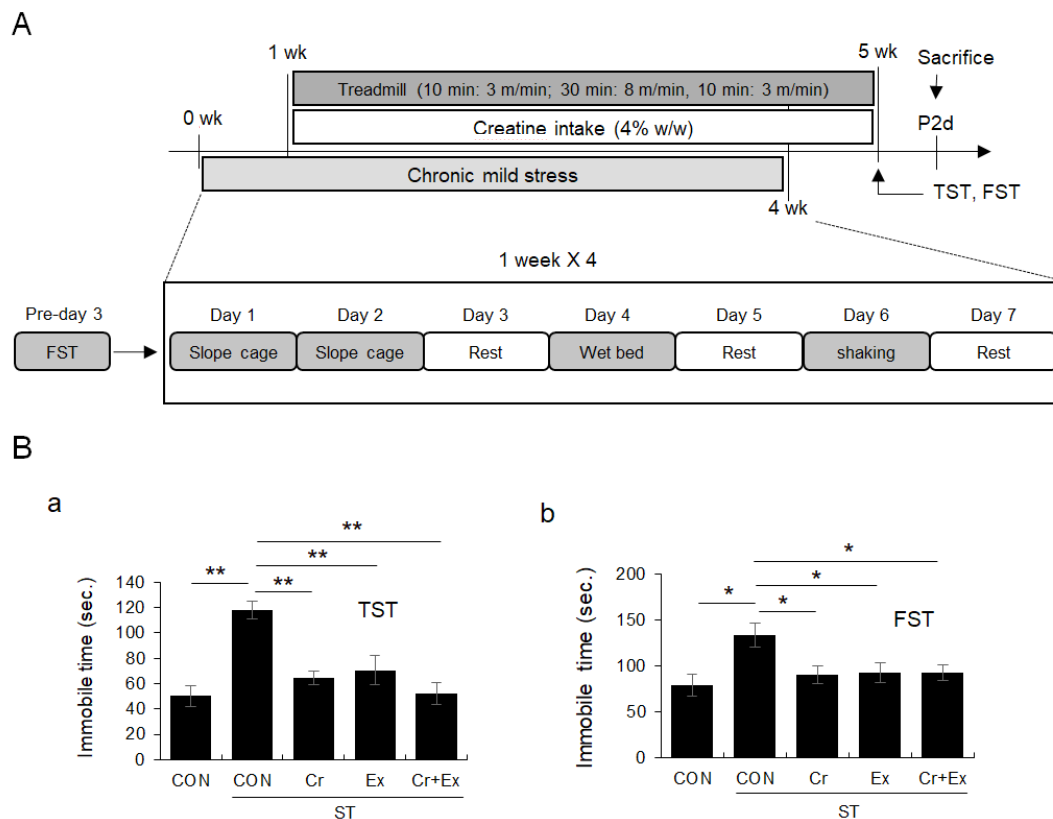 A
1 wk
5 wk
Sacrifice
Treadmill (10 min: 3 m/min; 30 min: 8 m/min, 10 min: 3 m/min)
0 wk
Creatine intake (4% w/w)
P2d
Chronic mild stress
4 wk
TST, FST
1 week X 4
Pre-day 3
Day 1
Day 2
Day 3
Day 4
Day 5
Day 6
Day 7
FST
Slope cage
Slope cage
Rest
Wet bed
Rest
shaking
Rest
B
a
**
**
**
**
TST
Immobile time (sec.)
140
120
100
80
60
40
20
0
CON
CON
Cr
Ex
Cr+Ex
ST
b
*
*
*
*
FST
Immobile time (sec.)
200
150
100
50
0
CON
CON
Cr
Ex
Cr+Ex
ST